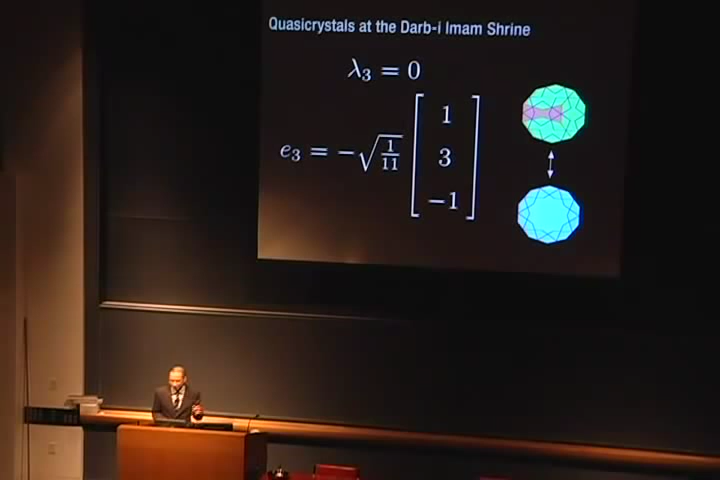 Quasicrystals at the Darb-i Imam Shrine
λ₃ = 0
e₃ = −√(1/11) [1 3 −1]